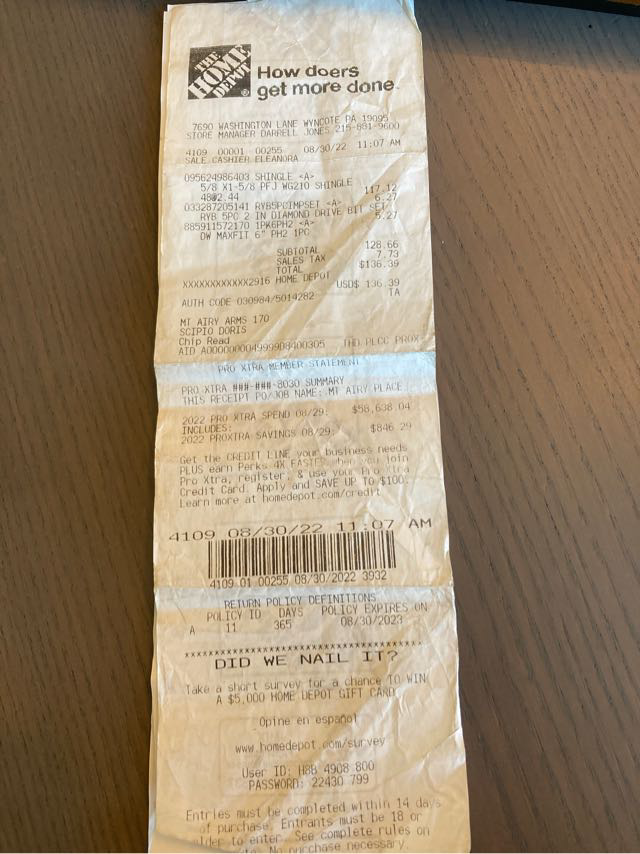 THE
HOME
DEPOT
How doers
get more done
7690 WASHINGTON LANE WYNCOTE PA 19095
STORE MANAGER DARRELL JONES 215-881-9600
4109 00001 00255 08/30/22 11:07 AM
SALE CASHIER ELEANORA
095624986403 SHINGLE <A>
5/8 X1-5/8 PFJ WG210 SHINGLE
48@2.44 117.12
033287205141 RYB5PCIMPSET <A> 6.27
RYB 5PC 2 IN DIAMOND DRIVE BIT SET
885911572170 1PK6PH2 <A> 5.27
DW MAXFIT 6" PH2 1PC
SUBTOTAL 128.66
SALES TAX 7.73
TOTAL $136.39
XXXXXXXXXXXX2916 HOME DEPOT
USD$ 136.39
AUTH CODE 030984/5014282 TA
MT AIRY ARMS 170
SCIPIO DORIS
Chip Read
AID A0000000049999D8400305 THD PLCC PROX
PRO XTRA MEMBER STATEMENT
PRO XTRA ###-###-8030 SUMMARY
THIS RECEIPT PO/JOB NAME: MT AIRY PLACE
2022 PRO XTRA SPEND 08/29: $58,638.04
INCLUDES:
2022 PROXTRA SAVINGS 08/29: $846.29
Get the CREDIT LINE your business needs
PLUS earn Perks 4X FASTER when you join
Pro Xtra, register, & use your Pro Xtra
Credit Card. Apply and SAVE UP TO $100.
Learn more at homedepot.com/credit
4109 08/30/22 11:07 AM
4109 01 00255 08/30/2022 3932
RETURN POLICY DEFINITIONS
POLICY ID DAYS POLICY EXPIRES ON
A 11 365 08/30/2023
DID WE NAIL IT?
Take a short survey for a chance TO WIN
A $5,000 HOME DEPOT GIFT CARD
Opine en español
www.homedepot.com/survey
User ID: H8B 4908 800
PASSWORD: 22430 799
Entries must be completed within 14 days
of purchase. Entrants must be 18 or
older to enter. See complete rules on
No purchase necessary.